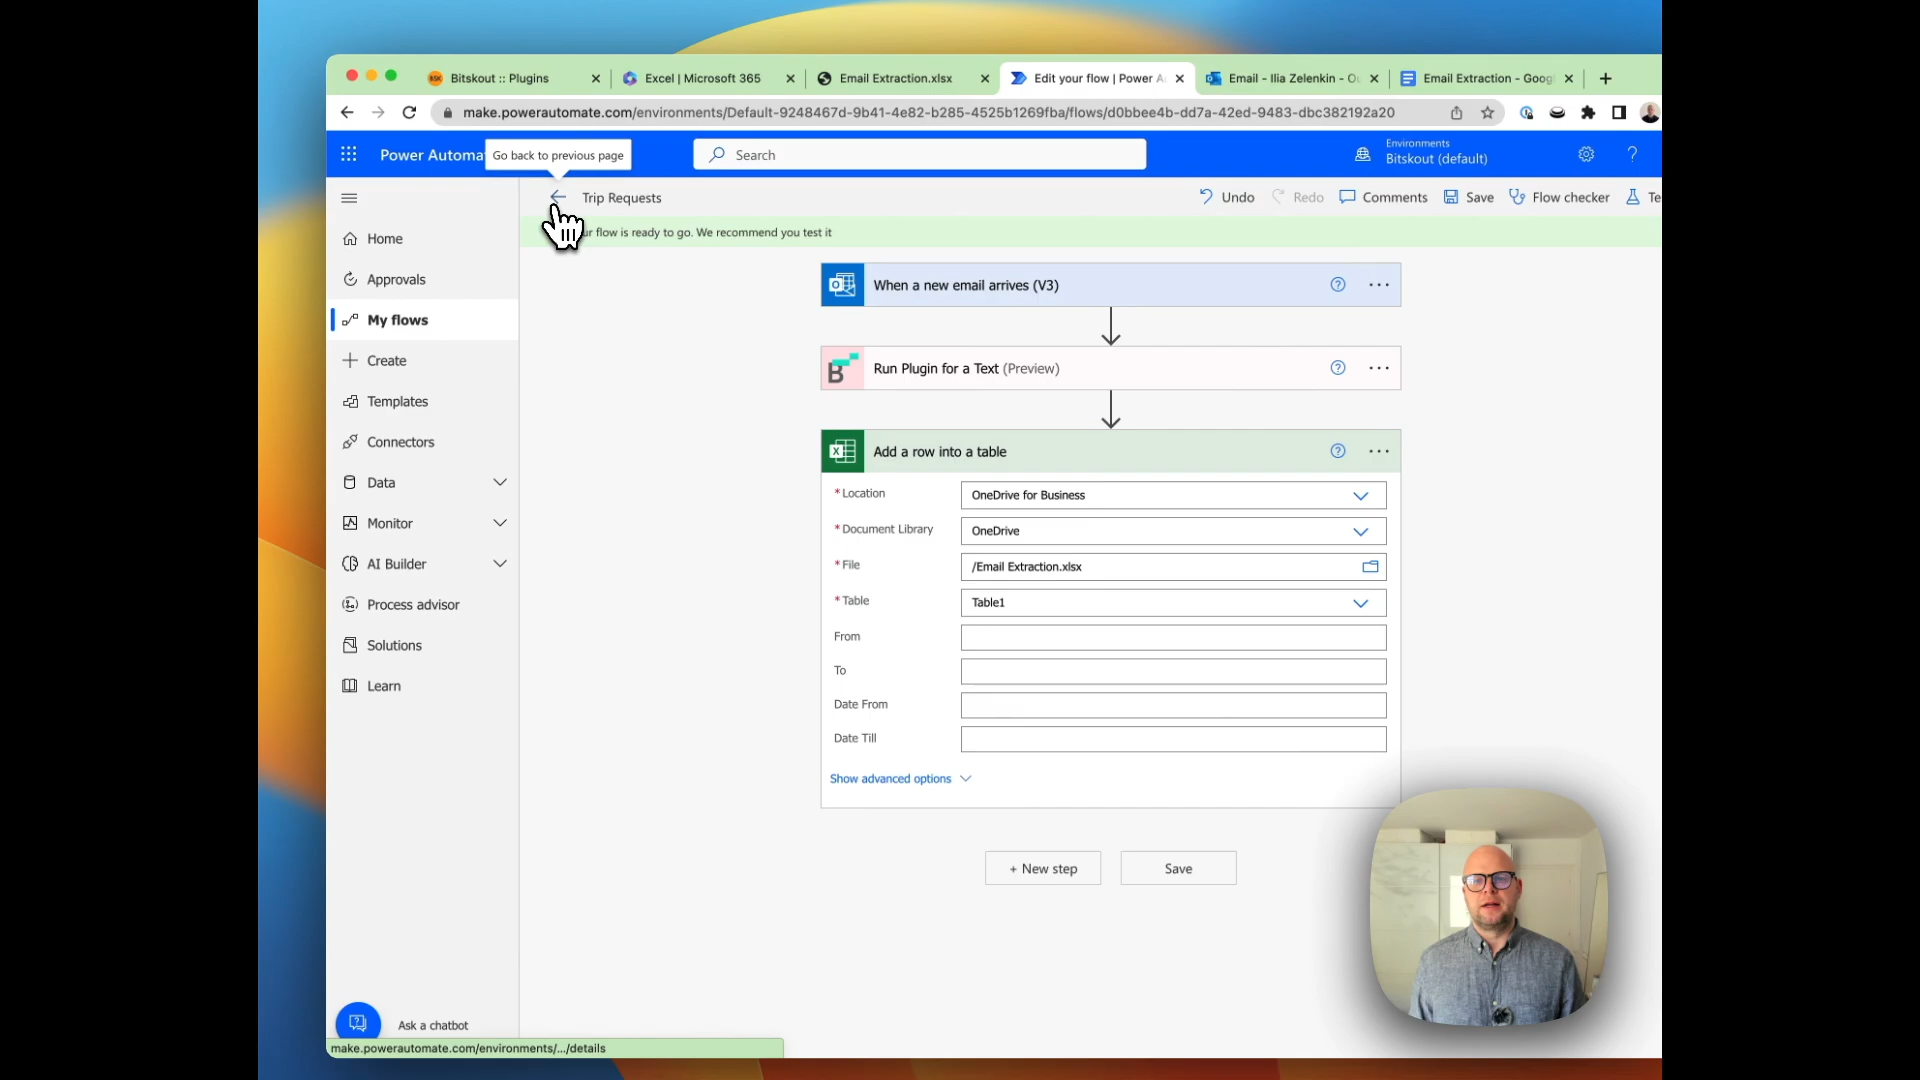 Bitskout :: Plugins
Excel | Microsoft 365
Email Extraction.xlsx
Edit your flow | Power A
Email - Ilia Zelenkin - Ou
Email Extraction - Goog
make.powerautomate.com/environments/Default-9248467d-9b41-4e82-b285-4525b1269fba/flows/d0bbee4b-dd7a-42ed-9483-dbc382192a20
Power Automa
Go back to previous page
Search
Environments
Bitskout (default)
Trip Requests
Undo
Redo
Comments
Save
Flow checker
Te
ur flow is ready to go. We recommend you test it
Home
Approvals
My flows
Create
Templates
Connectors
Data
Monitor
AI Builder
Process advisor
Solutions
Learn
Ask a chatbot
make.powerautomate.com/environments/.../details
When a new email arrives (V3)
B
Run Plugin for a Text (Preview)
Add a row into a table
* Location
OneDrive for Business
* Document Library
OneDrive
* File
/Email Extraction.xlsx
* Table
Table1
From
To
Date From
Date Till
Show advanced options
+ New step
Save